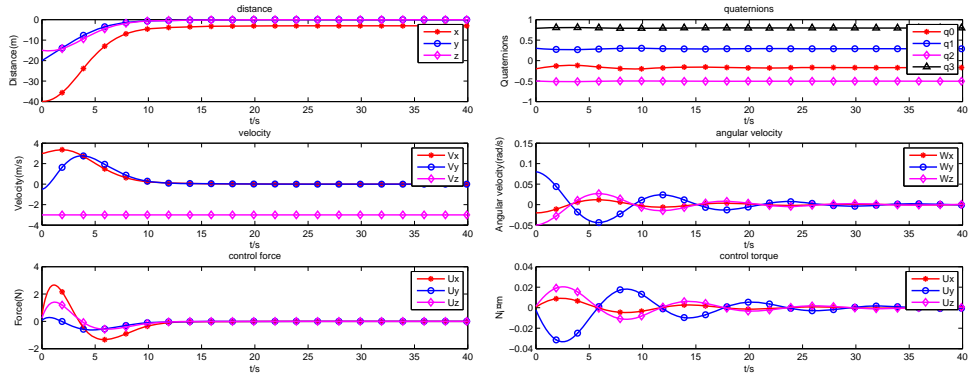 distance
Distance(m)
0
-10
-20
-30
-40
0 5 10 15 20 25 30 35 40
t/s
x
y
z
quaternions
Quaternions
1
0.5
0
-0.5
-1
0 5 10 15 20 25 30 35 40
t/s
q0
q1
q2
q3
velocity
Velocity(m/s)
4
2
0
-2
-4
0 5 10 15 20 25 30 35 40
t/s
Vx
Vy
Vz
angular velocity
Angular velocity(rad/s)
0.15
0.10
0.05
0
-0.05
0 5 10 15 20 25 30 35 40
t/s
Wx
Wy
Wz
control force
Force(N)
4
2
0
-2
0 5 10 15 20 25 30 35 40
t/s
Ux
Uy
Uz
control torque
0.04
0.02
0
-0.02
-0.04
0 5 10 15 20 25 30 35 40
t/s
Ux
Uy
Uz